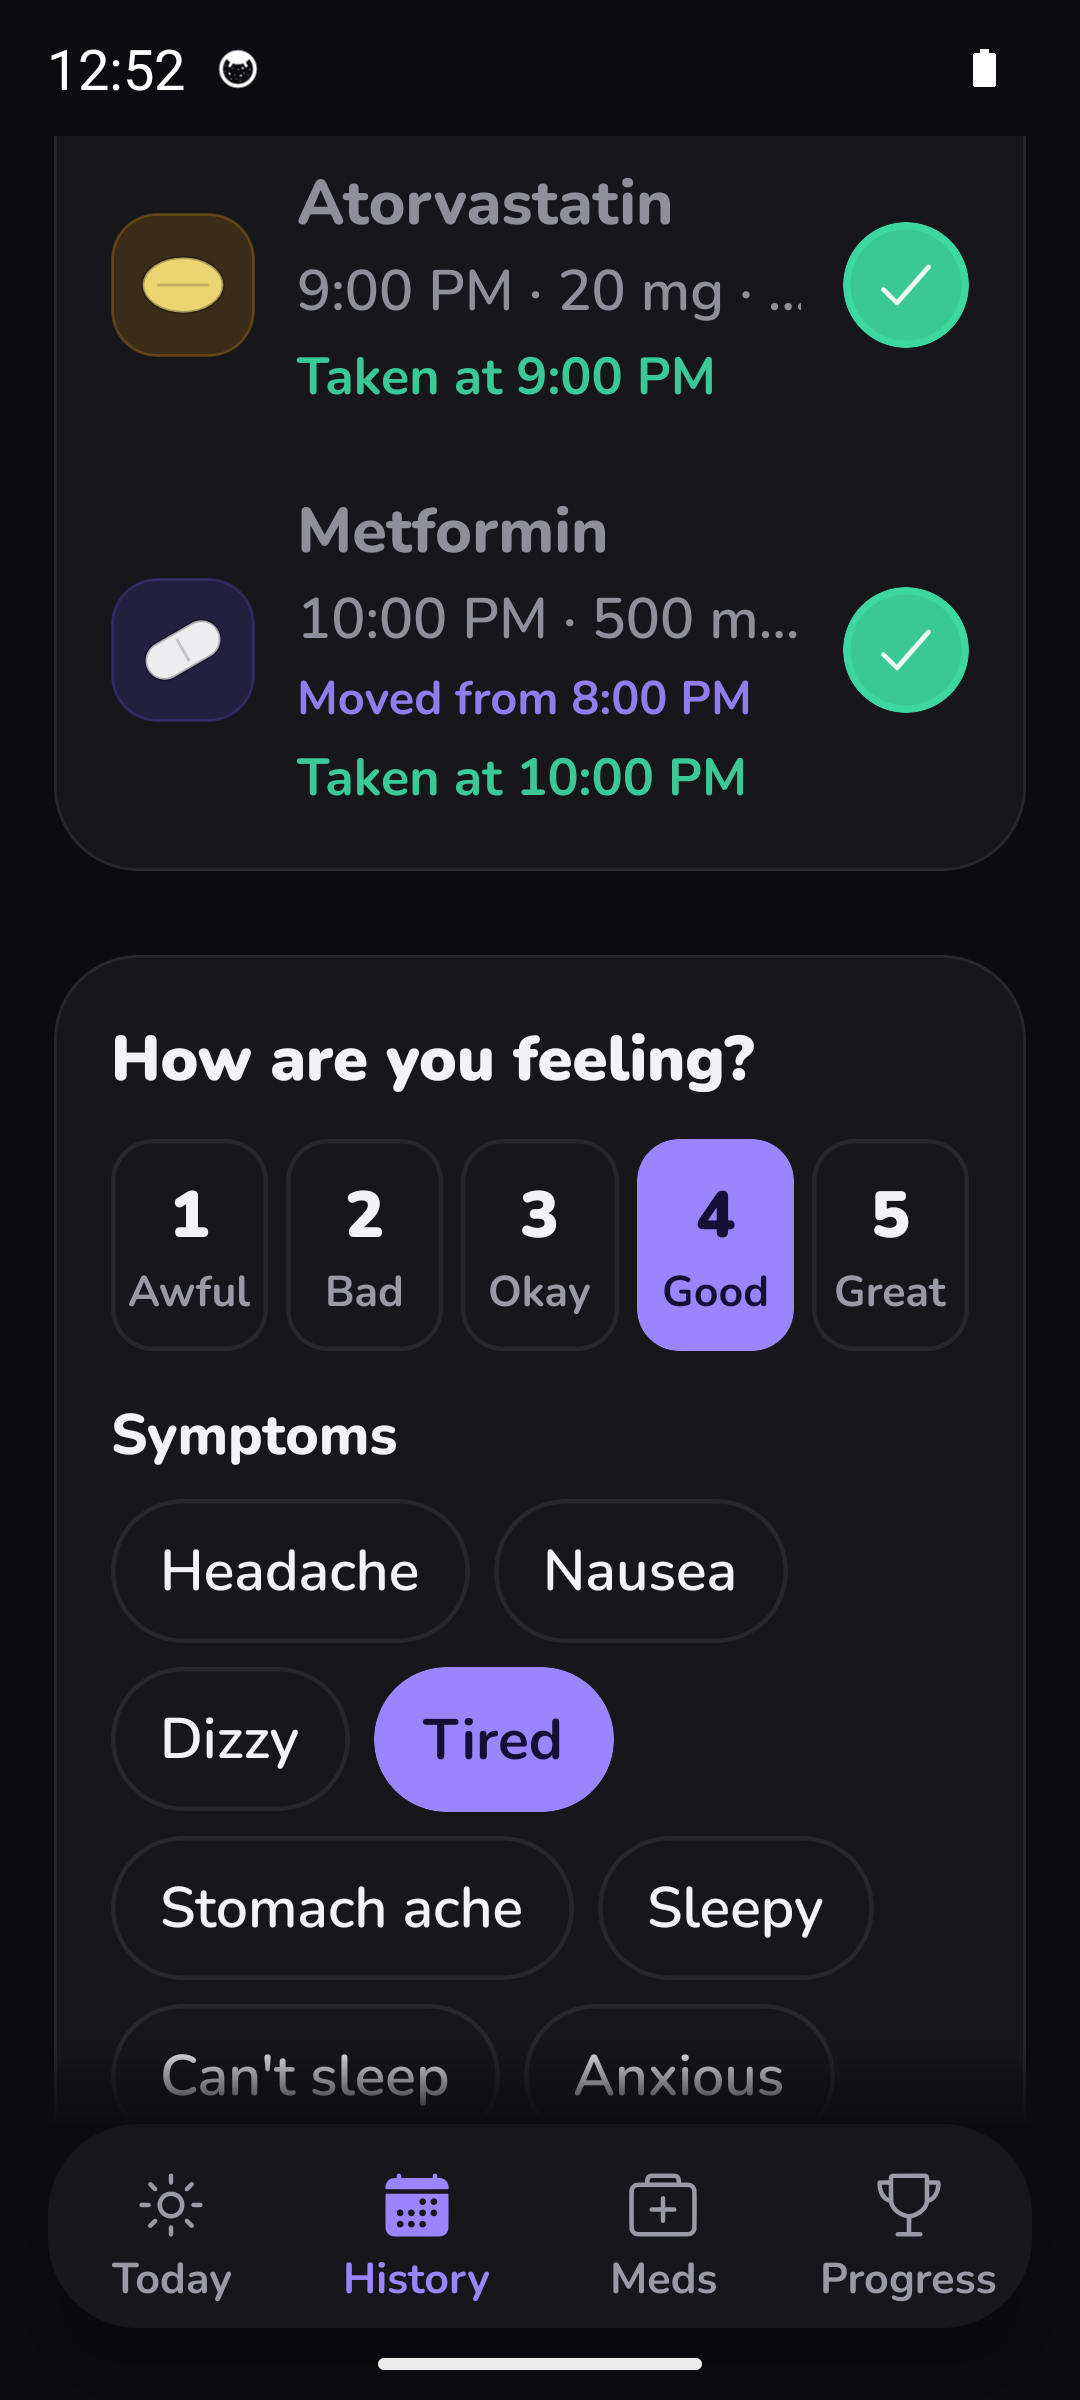 12:52
Atorvastatin
9:00 PM · 20 mg · ...
Taken at 9:00 PM
Metformin
10:00 PM · 500 m...
Moved from 8:00 PM
Taken at 10:00 PM
How are you feeling?
1 2 3 4 5
Awful Bad Okay Good Great
Symptoms
Headache Nausea
Dizzy Tired
Stomach ache Sleepy
Can't sleep Anxious
Today History Meds Progress